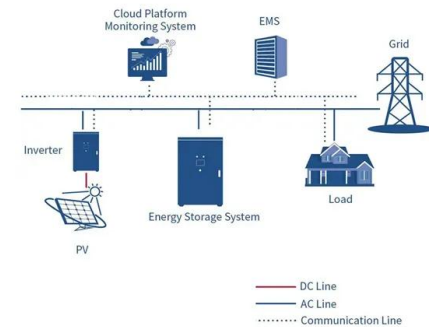 Cloud Platform
Monitoring System
EMS
Grid
Inverter
Energy Storage System
Load
PV
DC Line
AC Line
Communication Line